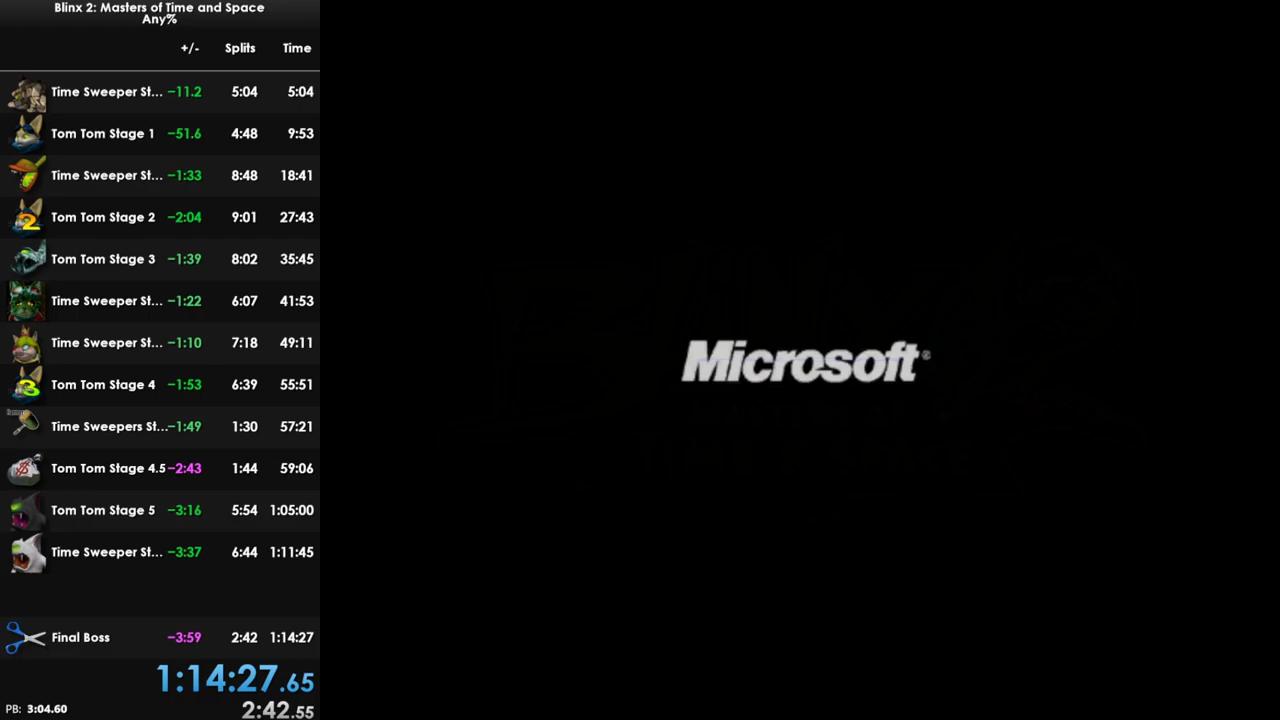 Blinx 2: Masters of Time and Space
Any%
+/- Splits Time
Time Sweeper St... −11.2 5:04 5:04
Tom Tom Stage 1 −51.6 4:48 9:53
Time Sweeper St... −1:33 8:48 18:41
Tom Tom Stage 2 −2:04 9:01 27:43
Tom Tom Stage 3 −1:39 8:02 35:45
Time Sweeper St... −1:22 6:07 41:53
Time Sweeper St... −1:10 7:18 49:11
Tom Tom Stage 4 −1:53 6:39 55:51
Time Sweepers St... −1:49 1:30 57:21
Tom Tom Stage 4.5 −2:43 1:44 59:06
Tom Tom Stage 5 −3:16 5:54 1:05:00
Time Sweeper St... −3:37 6:44 1:11:45
Final Boss −3:59 2:42 1:14:27
1:14:27.65
PB: 3:04.60 2:42.55
Microsoft®